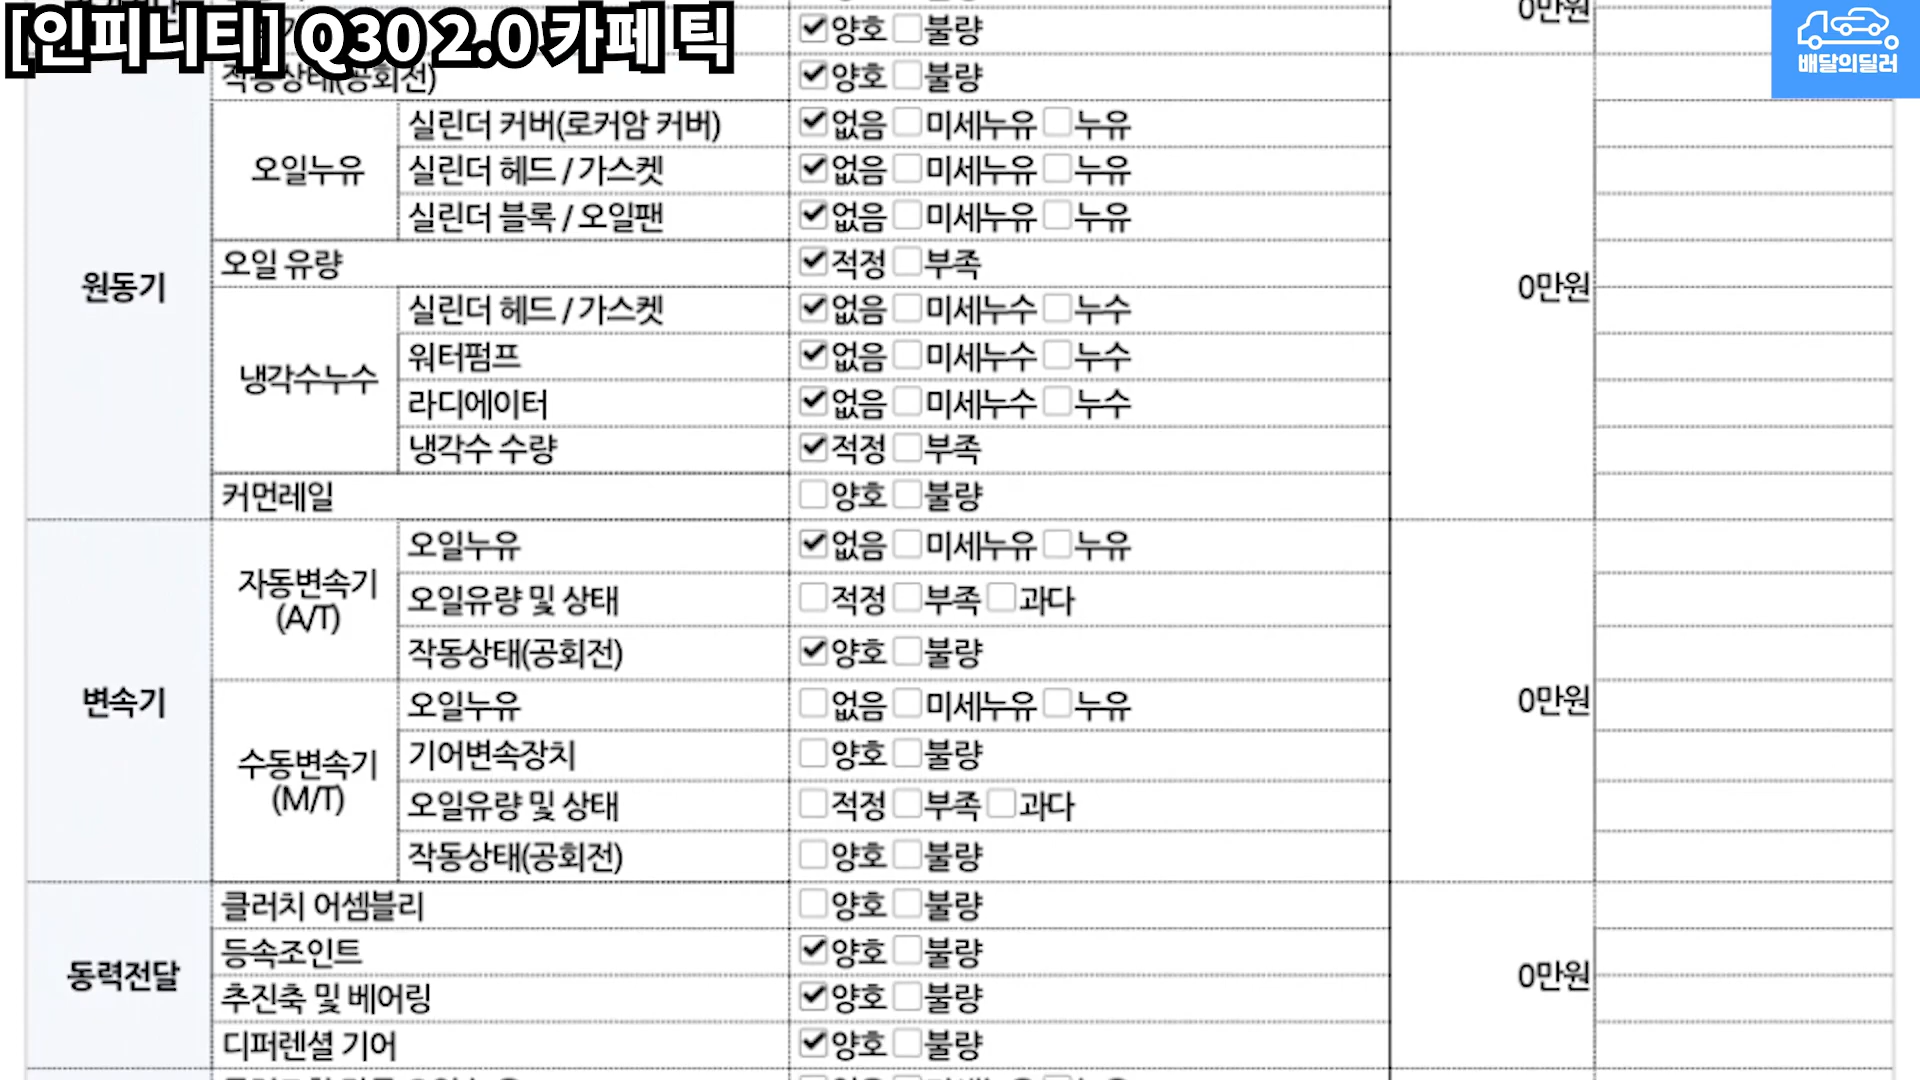 [인피니티] Q30 2.0 카페 틱
배달의딜러
0만원
양호 불량
작동상태(공회전) 양호 불량
원동기
오일누유
실린더 커버(로커암 커버) 없음 미세누유 누유
실린더 헤드 / 가스켓 없음 미세누유 누유
실린더 블록 / 오일팬 없음 미세누유 누유
오일 유량 적정 부족
0만원
냉각수누수
실린더 헤드 / 가스켓 없음 미세누수 누수
워터펌프 없음 미세누수 누수
라디에이터 없음 미세누수 누수
냉각수 수량 적정 부족
커먼레일 양호 불량
변속기
자동변속기
(A/T)
오일누유 없음 미세누유 누유
오일유량 및 상태 적정 부족 과다
작동상태(공회전) 양호 불량
0만원
수동변속기
(M/T)
오일누유 없음 미세누유 누유
기어변속장치 양호 불량
오일유량 및 상태 적정 부족 과다
작동상태(공회전) 양호 불량
동력전달
클러치 어셈블리 양호 불량
등속조인트 양호 불량
추진축 및 베어링 양호 불량
0만원
디퍼렌셜 기어 양호 불량